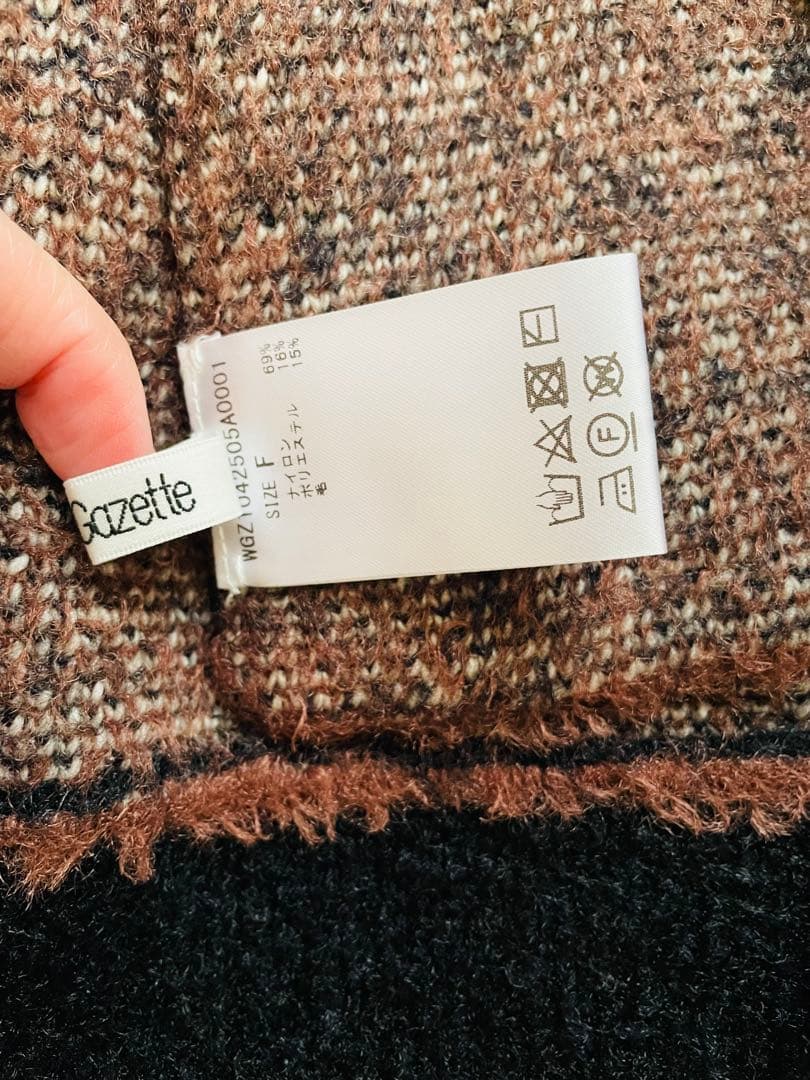 Gazette
WGZ1042505A0001
SIZE F
ナイロン 69%
ポリエステル 16%
毛 15%
F
W